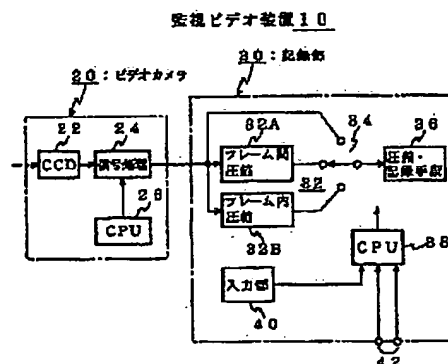 監視ビデオ装置10
30：記録部
20：ビデオカメラ
22
24
32A
34
36
CCD
信号処理
フレーム間
圧縮
圧縮・
記録手段
32
26
フレーム内
圧縮
CPU
32B
CPU
38
入力部
40
42